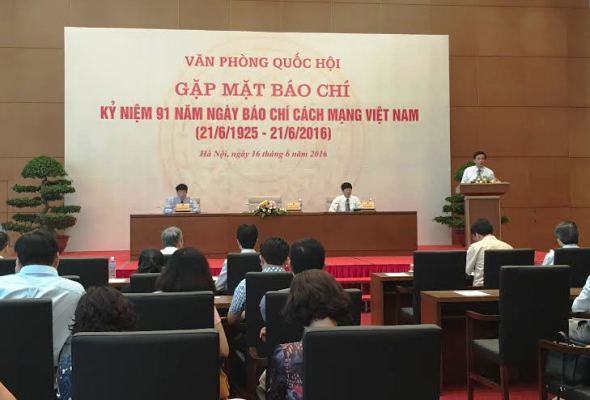 VĂN PHÒNG QUỐC HỘI
GẶP MẶT BÁO CHÍ
KỶ NIỆM 91 NĂM NGÀY BÁO CHÍ CÁCH MẠNG VIỆT NAM
(21/6/1925 - 21/6/2016)
Hà Nội, ngày 16 tháng 6 năm 2016